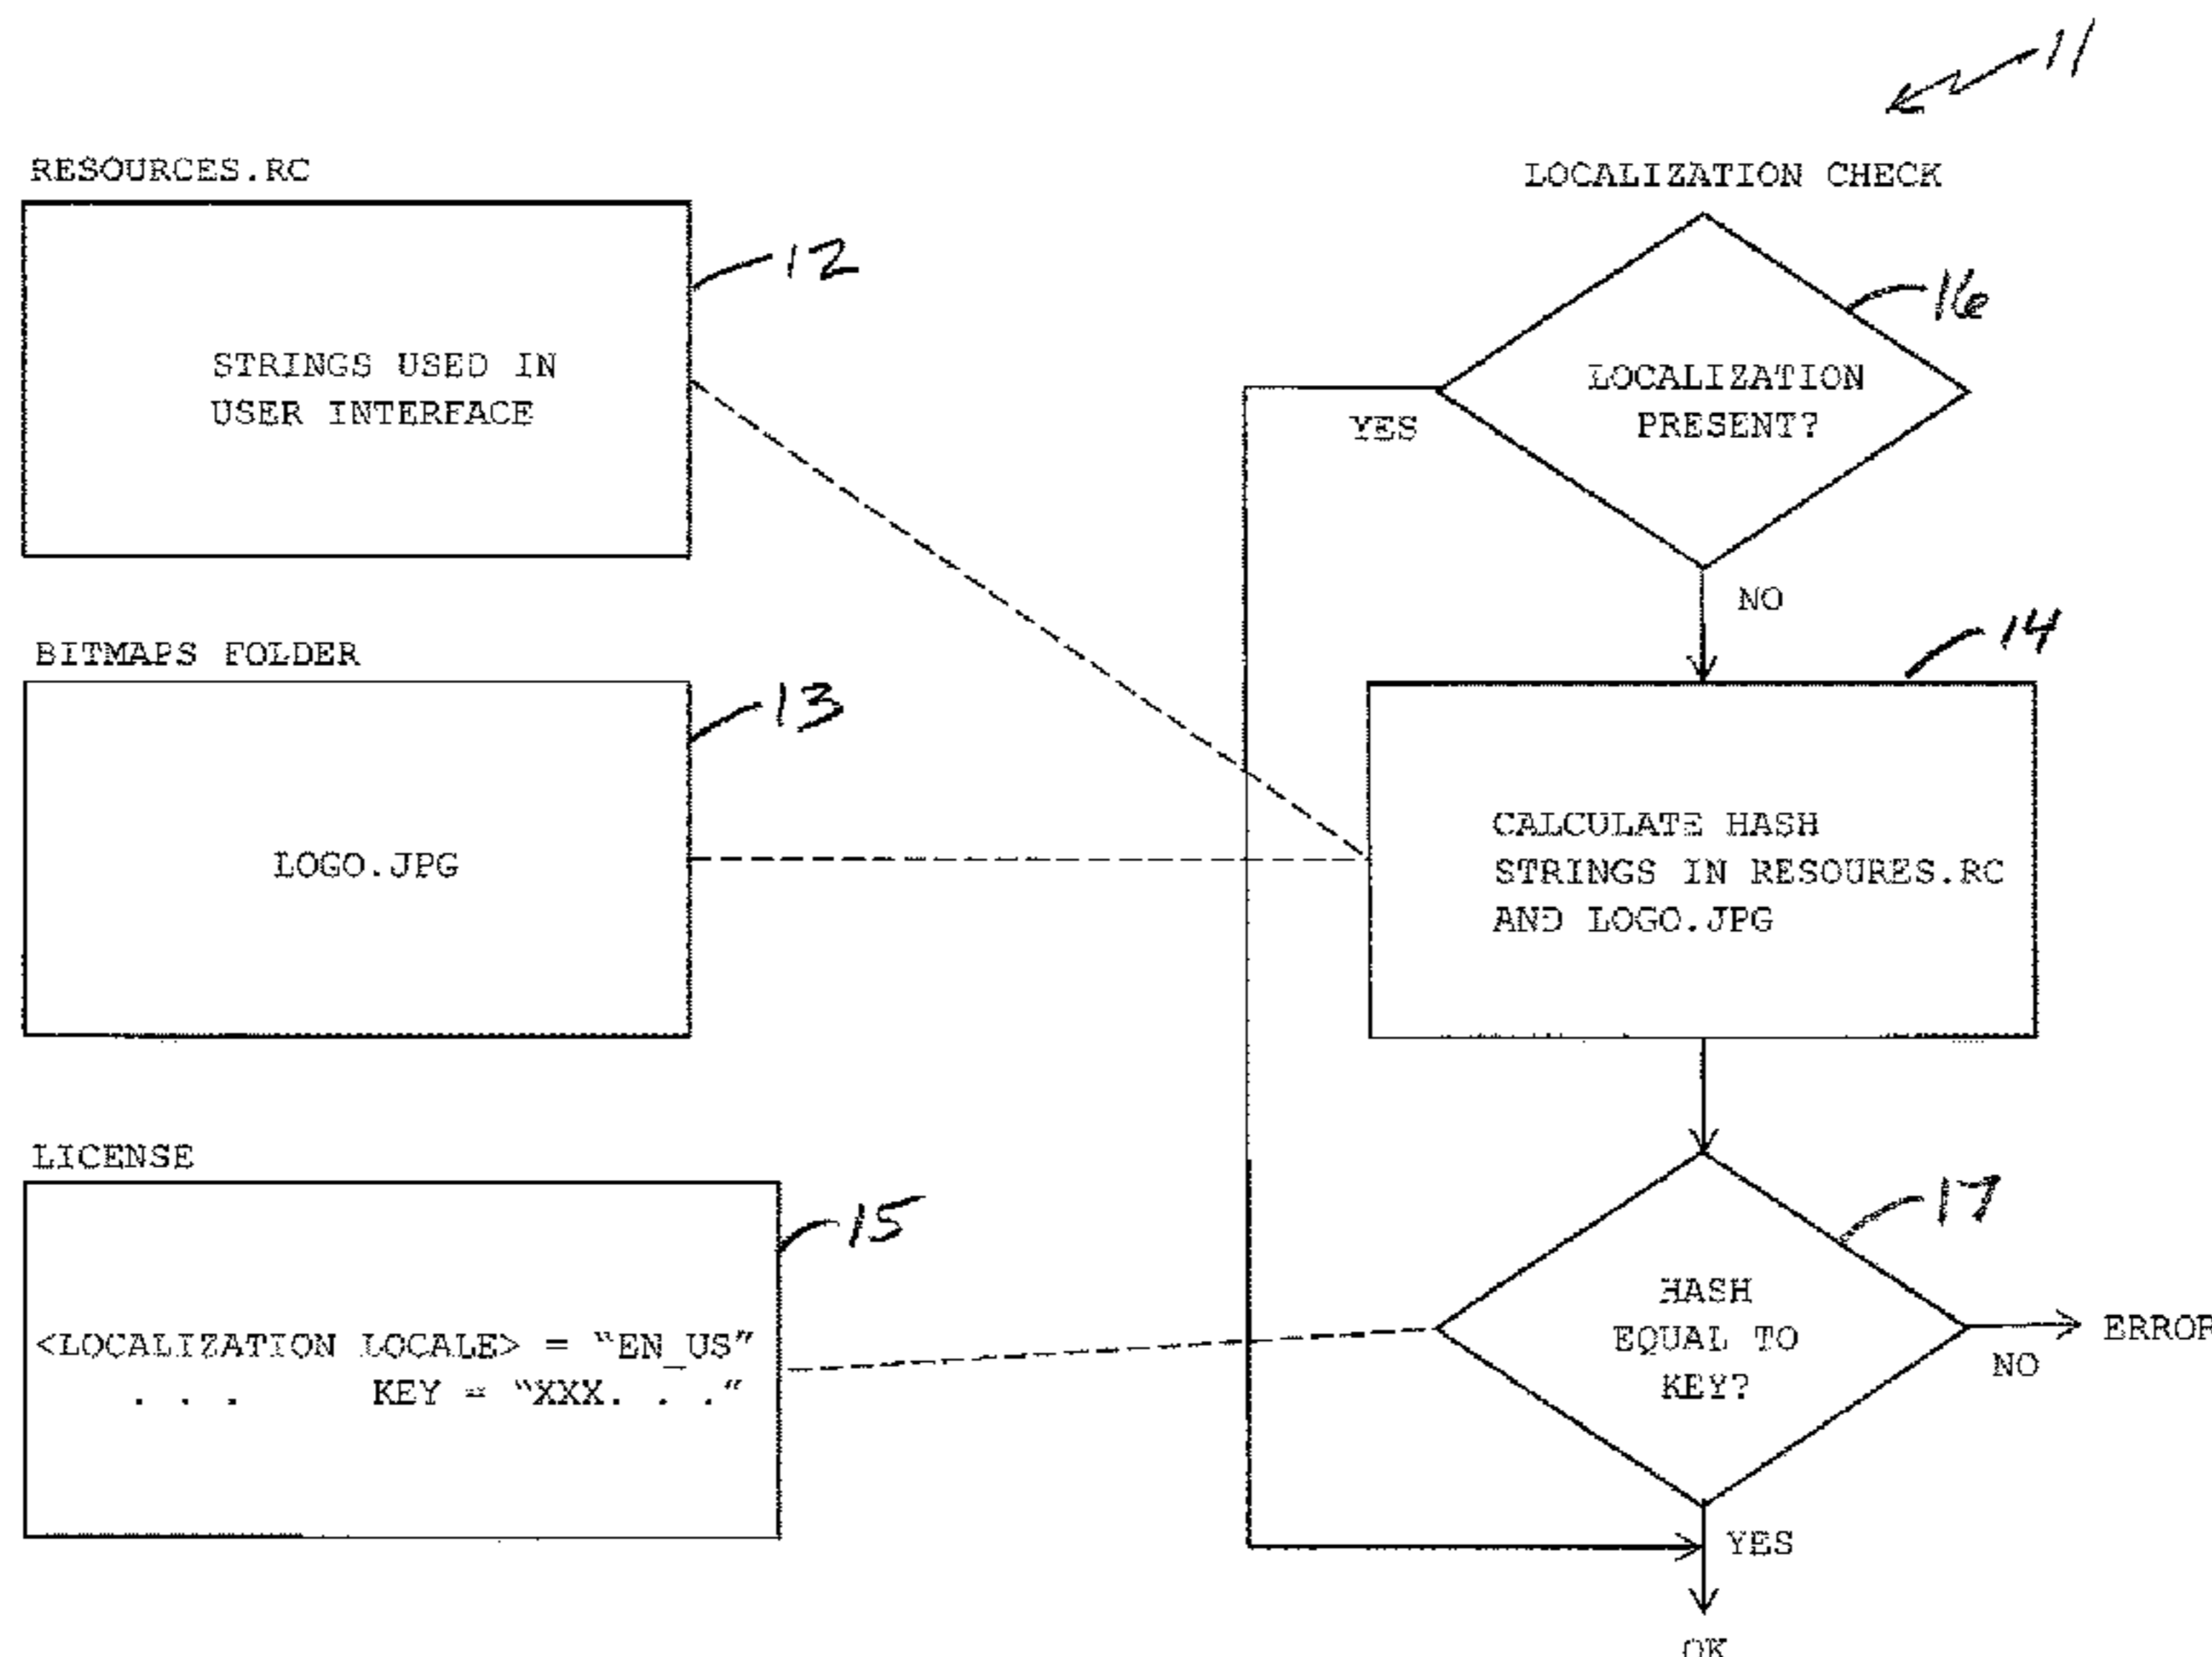 11
RESOURCES.RC
12
STRINGS USED IN
USER INTERFACE
BITMAPS FOLDER
13
LOGO.JPG
LICENSE
15
<LOCALIZATION LOCALE> = "EN_US"
. . . KEY = "XXX. . ."
LOCALIZATION CHECK
16
LOCALIZATION
PRESENT?
YES
NO
14
CALCULATE HASH
STRINGS IN RESOURES.RC
AND LOGO.JPG
17
HASH
EQUAL TO
KEY?
NO
ERROR
YES
OK